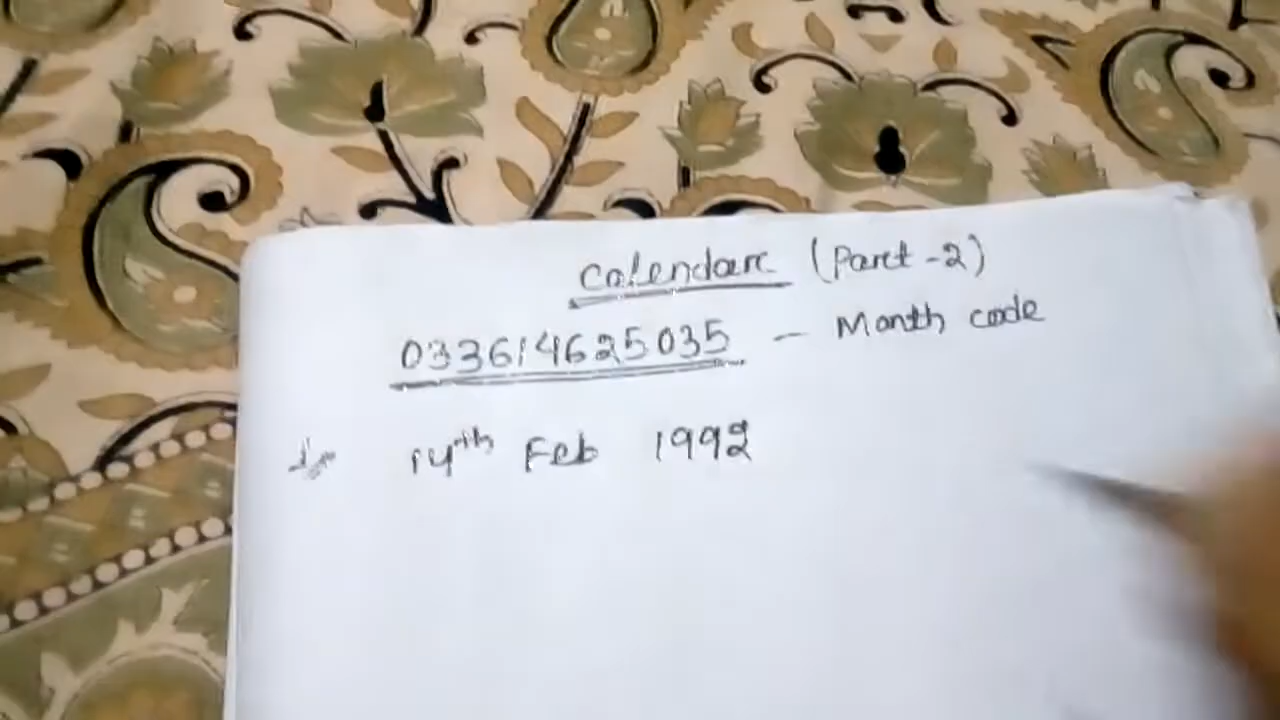 Calendar (Part-2)
033614625035 - Month code
14th Feb 1992